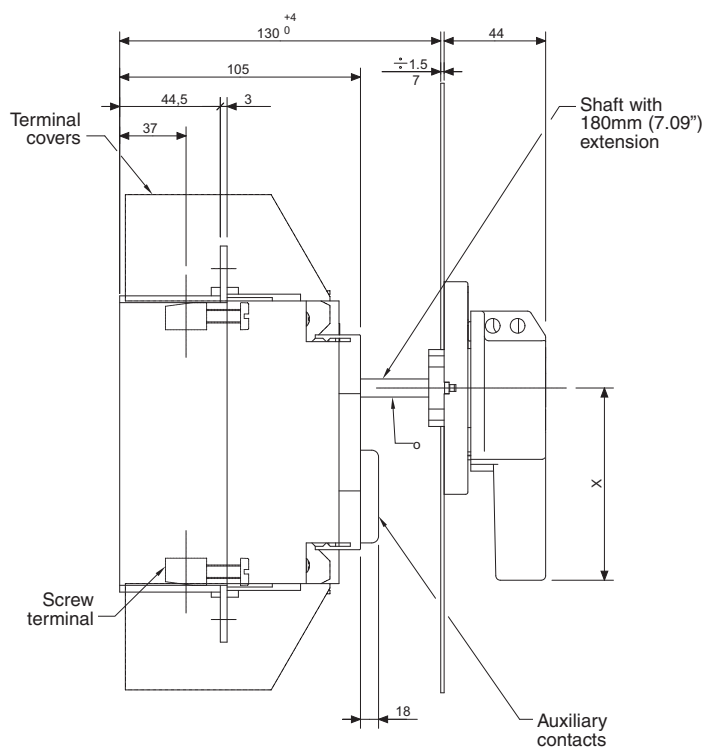 130 +4 0
44
÷ 1.5
7
105
44,5
3
37
Terminal
covers
Shaft with
180mm (7.09”)
extension
X
Screw
terminal
18
Auxiliary
contacts